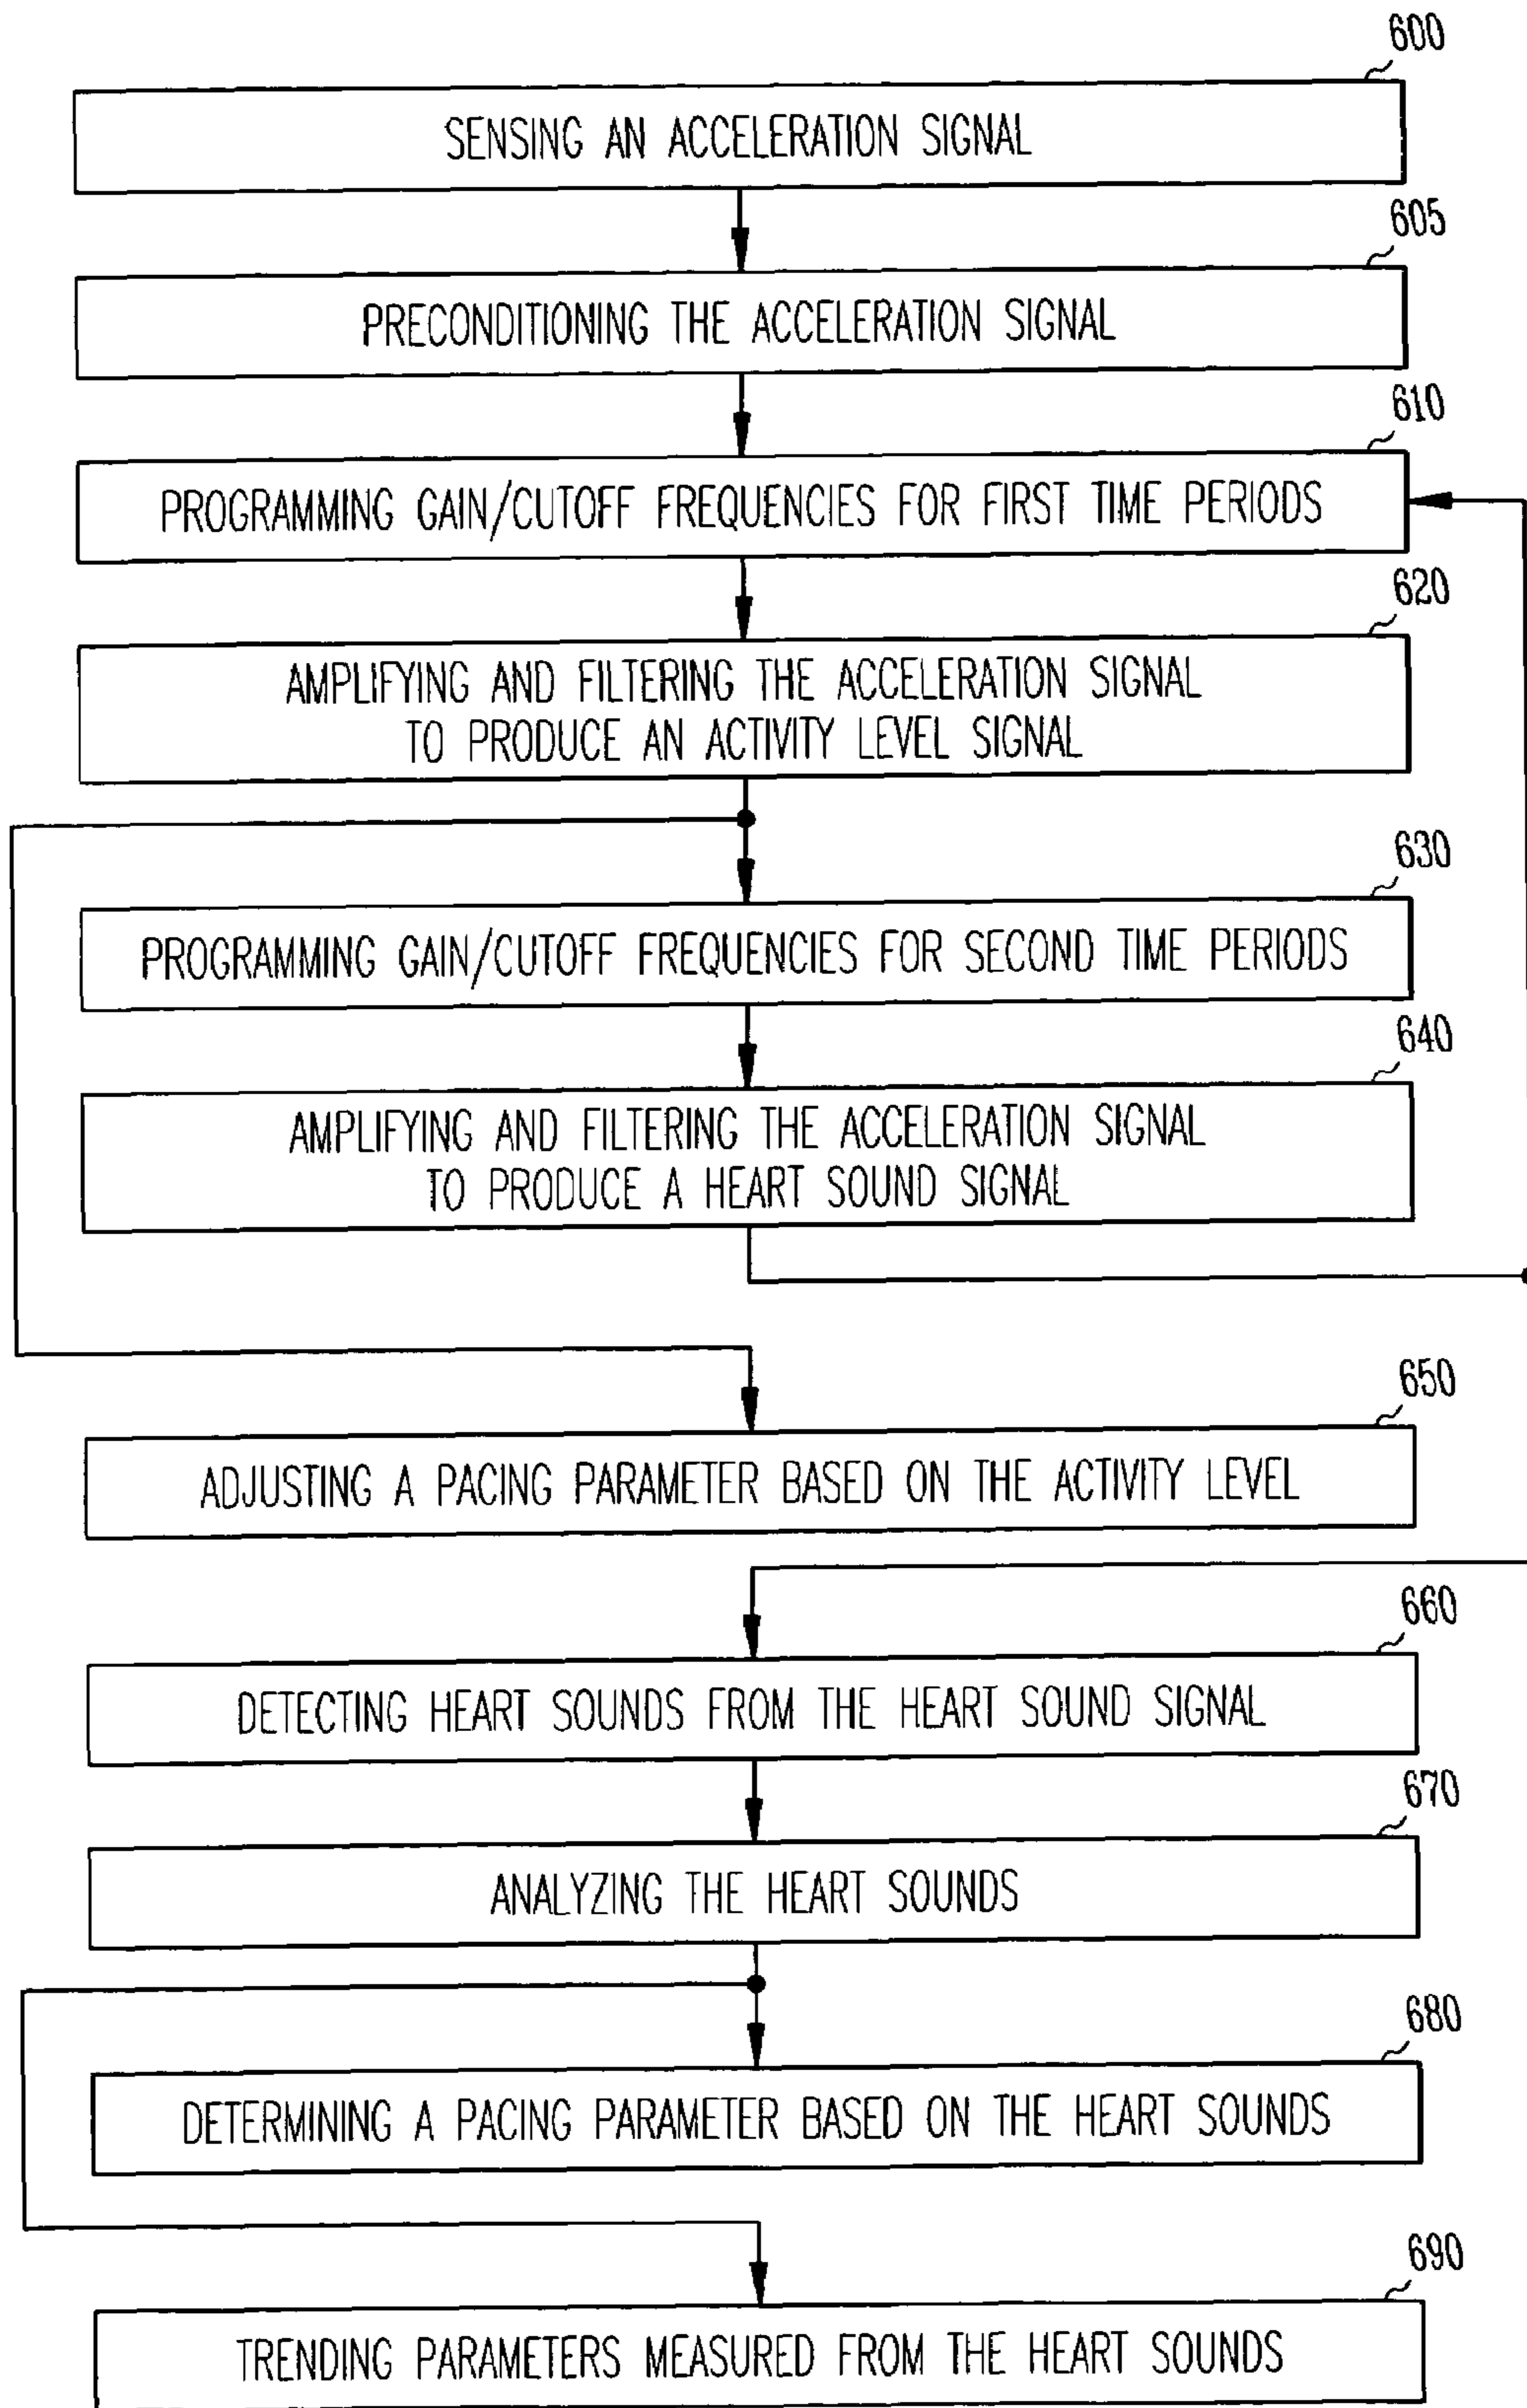 600
SENSING AN ACCELERATION SIGNAL
605
PRECONDITIONING THE ACCELERATION SIGNAL
610
PROGRAMMING GAIN/CUTOFF FREQUENCIES FOR FIRST TIME PERIODS
620
AMPLIFYING AND FILTERING THE ACCELERATION SIGNAL
TO PRODUCE AN ACTIVITY LEVEL SIGNAL
630
PROGRAMMING GAIN/CUTOFF FREQUENCIES FOR SECOND TIME PERIODS
640
AMPLIFYING AND FILTERING THE ACCELERATION SIGNAL
TO PRODUCE A HEART SOUND SIGNAL
650
ADJUSTING A PACING PARAMETER BASED ON THE ACTIVITY LEVEL
660
DETECTING HEART SOUNDS FROM THE HEART SOUND SIGNAL
670
ANALYZING THE HEART SOUNDS
680
DETERMINING A PACING PARAMETER BASED ON THE HEART SOUNDS
690
TRENDING PARAMETERS MEASURED FROM THE HEART SOUNDS